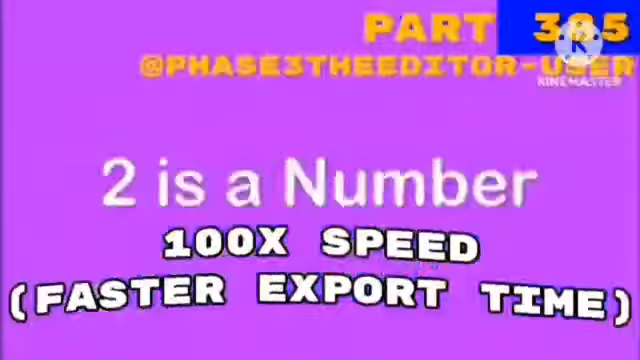 PART 385
@PHASE3THEEDITOR-USER
KINEMASTER
2 is a Number
100X SPEED
(FASTER EXPORT TIME)